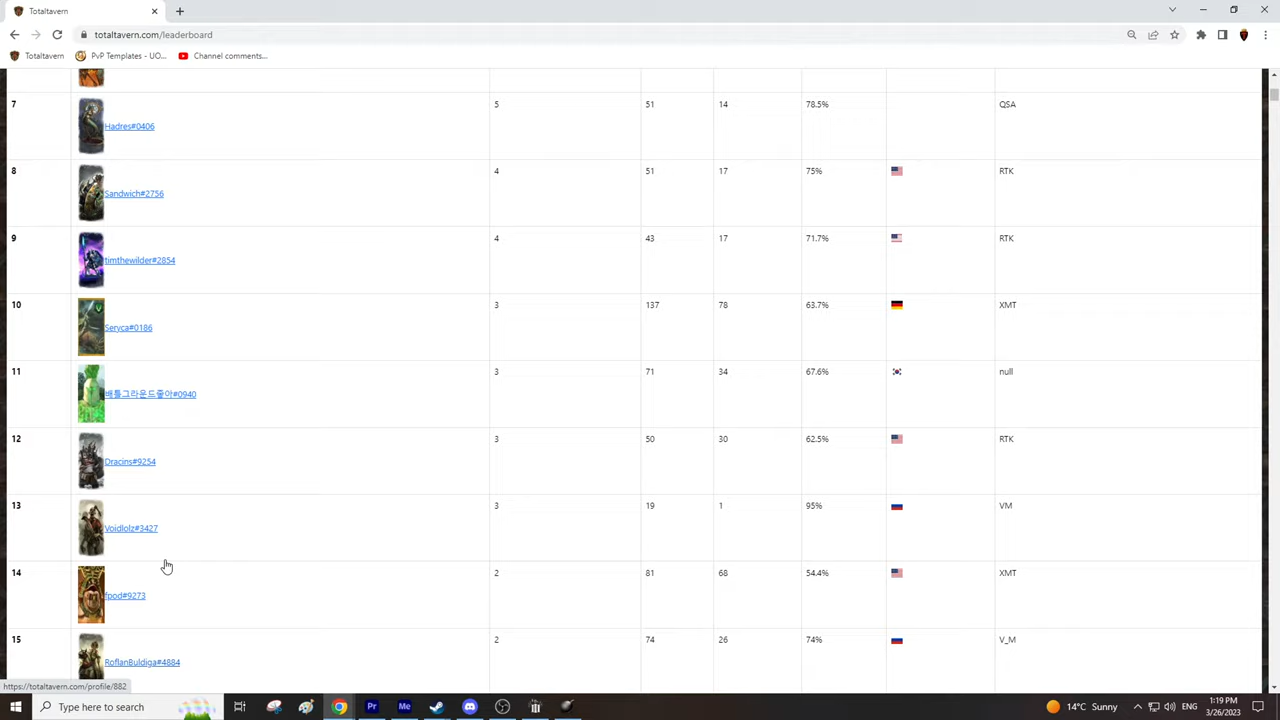 Totaltavern
totaltavern.com/leaderboard
Totaltavern
PvP Templates - UO...
Channel comments...
7 Hadres#0406 5 51 14 78.5% QSA
8 Sandwich#2756 4 51 17 75% RTK
9 timthewilder#2854 4 43 17 71.7% RTK
10 Seryca#0186 3 137 78 63.7% XMT
11 배틀그라운드좋아#0940 3 71 34 67.6% null
12 Dracins#9254 3 50 30 62.5% RTK
13 Voidlolz#3427 3 19 1 95% VM
14 fpod#9273 2 81 68 54.4% XMT
15 RoflanBuldiga#4884 2 74 26 74% V_M
https://totaltavern.com/profile/882
Type here to search
Pr
Me
14°C Sunny
1:19 PM
3/26/2023